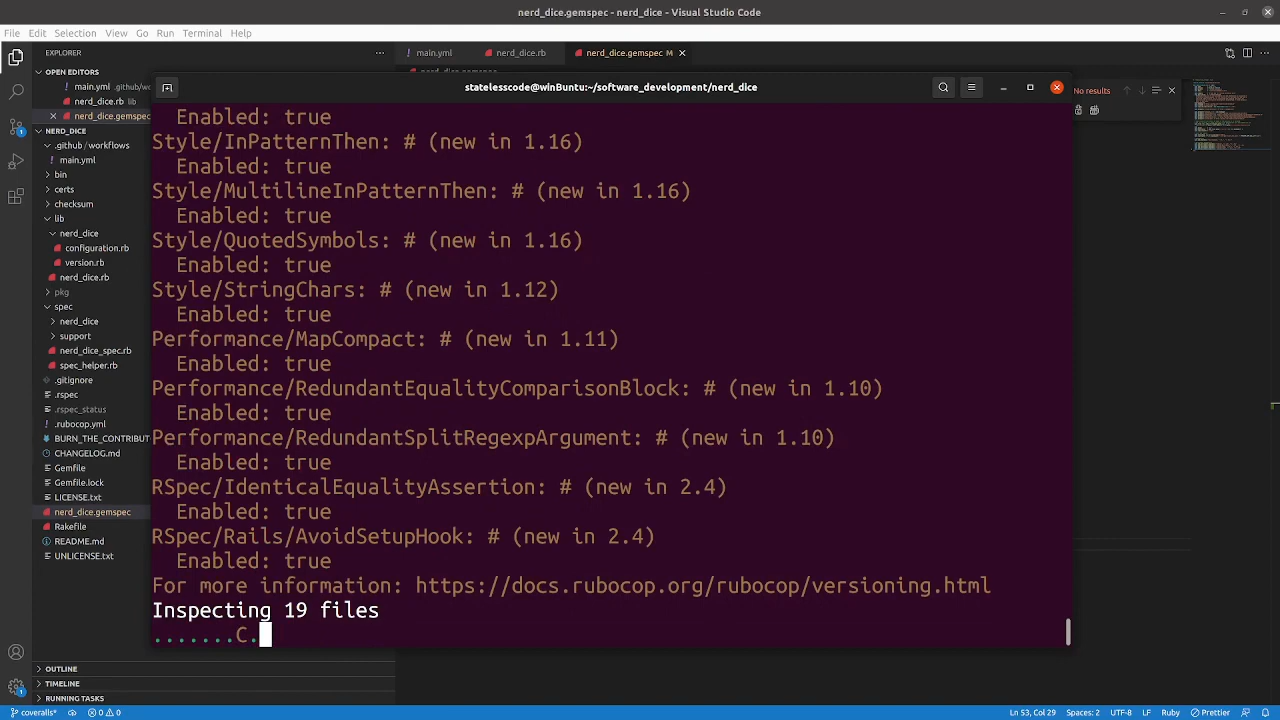 nerd_dice.gemspec - nerd_dice - Visual Studio Code
File Edit Selection View Go Run Terminal Help
EXPLORER
main.yml
nerd_dice.rb
nerd_dice.gemspec M
OPEN EDITORS
main.yml .github/wo
nerd_dice.rb lib
nerd_dice.gemspec
NERD_DICE
.github/workflows
main.yml
bin
certs
checksum
lib
nerd_dice
configuration.rb
version.rb
nerd_dice.rb
pkg
spec
nerd_dice
support
nerd_dice_spec.rb
spec_helper.rb
.gitignore
.rspec
.rspec_status
.rubocop.yml
BURN_THE_CONTRIBUT
CHANGELOG.md
Gemfile
Gemfile.lock
LICENSE.txt
nerd_dice.gemspec
Rakefile
README.md
UNLICENSE.txt
OUTLINE
TIMELINE
RUNNING TASKS
statelesscode@winBuntu:~/software_development/nerd_dice
No results
Enabled: true
Style/InPatternThen: # (new in 1.16)
Enabled: true
Style/MultilineInPatternThen: # (new in 1.16)
Enabled: true
Style/QuotedSymbols: # (new in 1.16)
Enabled: true
Style/StringChars: # (new in 1.12)
Enabled: true
Performance/MapCompact: # (new in 1.11)
Enabled: true
Performance/RedundantEqualityComparisonBlock: # (new in 1.10)
Enabled: true
Performance/RedundantSplitRegexpArgument: # (new in 1.10)
Enabled: true
RSpec/IdenticalEqualityAssertion: # (new in 2.4)
Enabled: true
RSpec/Rails/AvoidSetupHook: # (new in 2.4)
Enabled: true
For more information: https://docs.rubocop.org/rubocop/versioning.html
Inspecting 19 files
.......C.
coveralls* 0 0
Ln 53, Col 29 Spaces: 2 UTF-8 LF Ruby Prettier